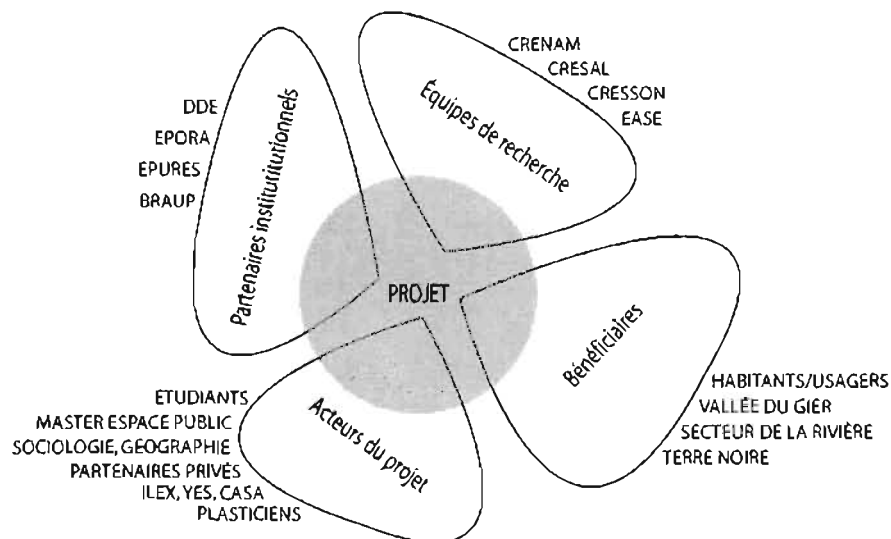 CRENAM
CRESAL
CRESSON
EASE
Équipes de recherche
DDE
EPORA
EPURES
BRAUP
Partenaires instituritutionnels
PROJET
Bénéficiaires
HABITANTS/USAGERS
VALLÉE DU GIER
SECTEUR DE LA RIVIÈRE
TERRE NOIRE
Acteurs du projet
ETUDIANTS
MASTER ESPACE PUBLIC
SOCIOLOGIE, GÉOGRAPHIE
PARTENAIRES PRIVÉS
ILEX, YES, CASA
PLASTICIENS